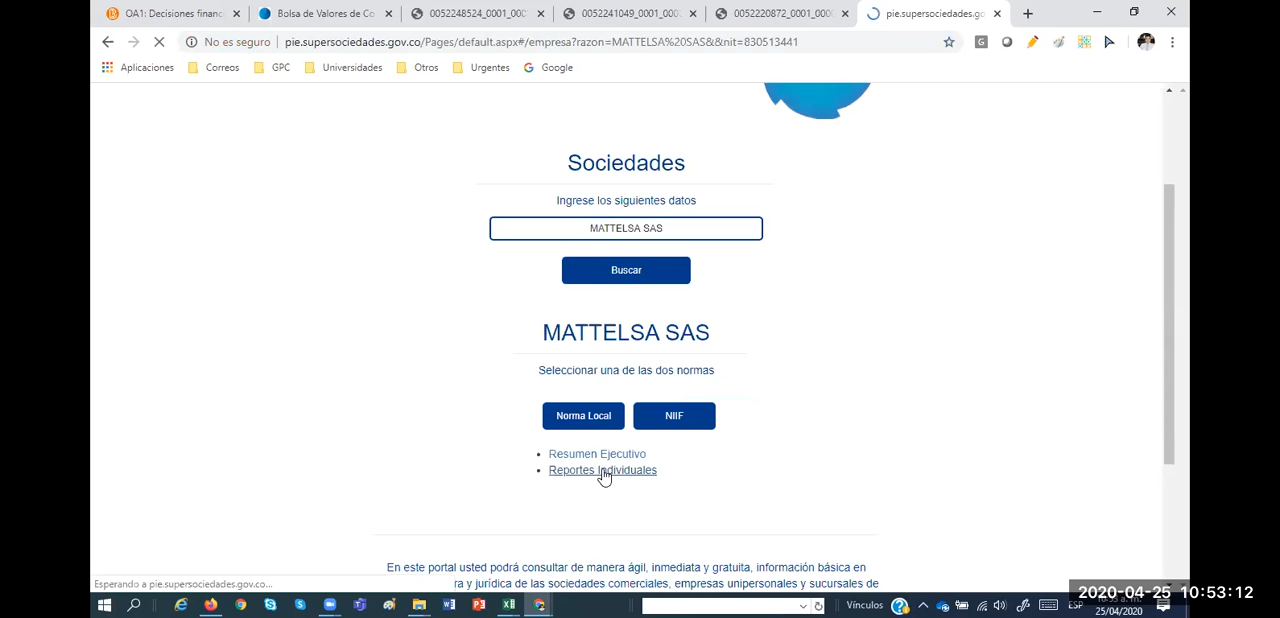 OA1: Decisiones financ
Bolsa de Valores de Co
0052248524_0001_000
0052241049_0001_000
0052220872_0001_000
pie.supersociedades.go
No es seguro | pie.supersociedades.gov.co/Pages/default.aspx#/empresa?razon=MATTELSA%20SAS&&nit=830513441
Aplicaciones Correos GPC Universidades Otros Urgentes Google
Sociedades
Ingrese los siguientes datos
MATTELSA SAS
Buscar
MATTELSA SAS
Seleccionar una de las dos normas
Norma Local NIIF
Resumen Ejecutivo
Reportes Individuales
En este portal usted podrá consultar de manera ágil, inmediata y gratuita, información básica en
Esperando a pie.supersociedades.gov.co...
ra y jurídica de las sociedades comerciales, empresas unipersonales y sucursales de
Vínculos ESP
25/04/2020
2020-04-25 10:53:12